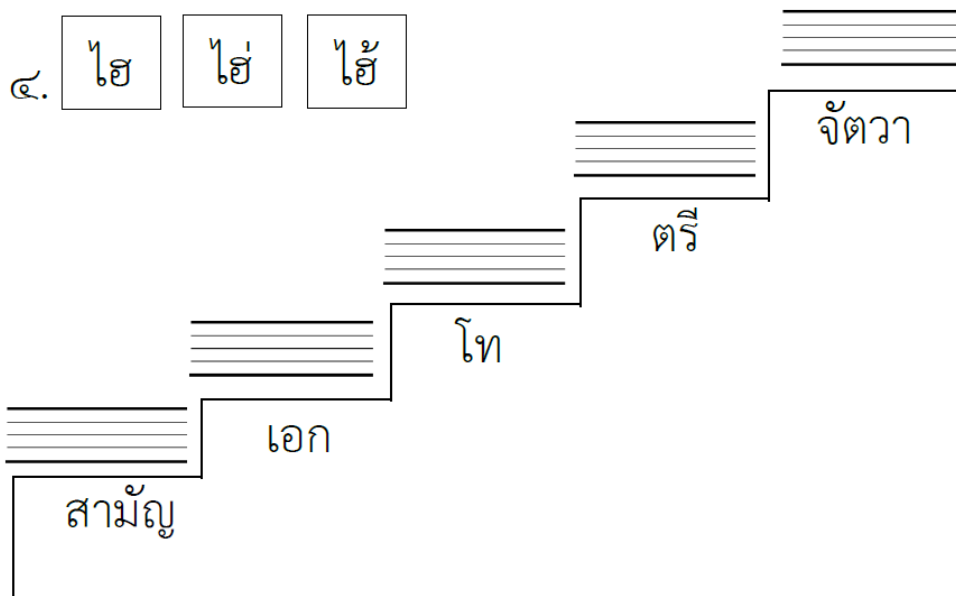 ๔. ไฮ ไฮ่ ไฮ้
จัตวา
ตรี
โท
เอก
สามัญ